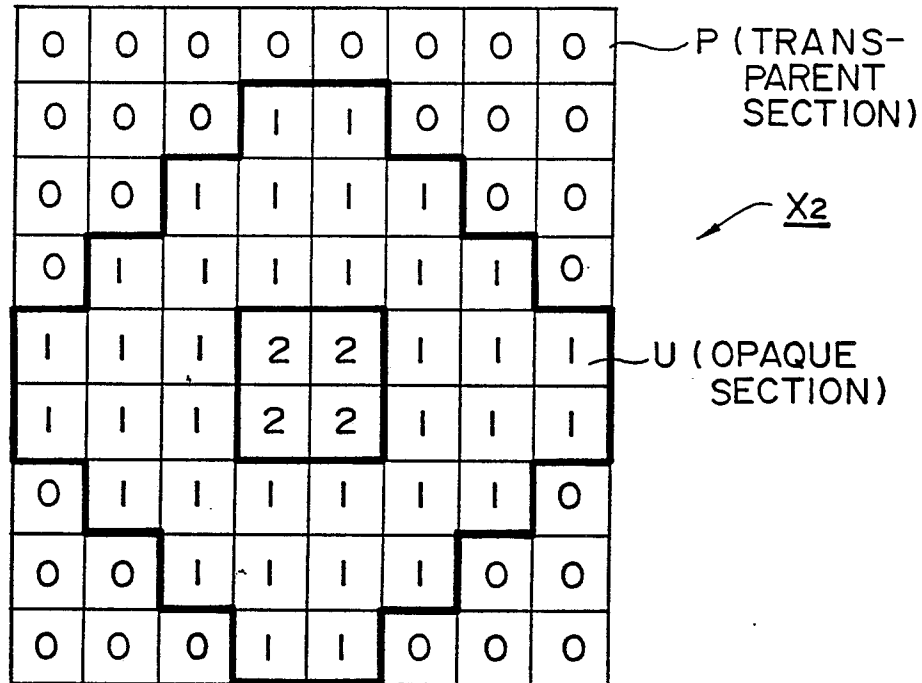 0 0 0 0 0 0 0 0
P (TRANS-
PARENT
SECTION)
0 0 0 1 1 0 0 0
0 0 1 1 1 1 0 0
X2
0 1 1 1 1 1 1 0
1 1 1 2 2 1 1 1
U (OPAQUE
SECTION)
1 1 1 2 2 1 1 1
0 1 1 1 1 1 1 0
0 0 1 1 1 1 0 0
0 0 0 1 1 0 0 0